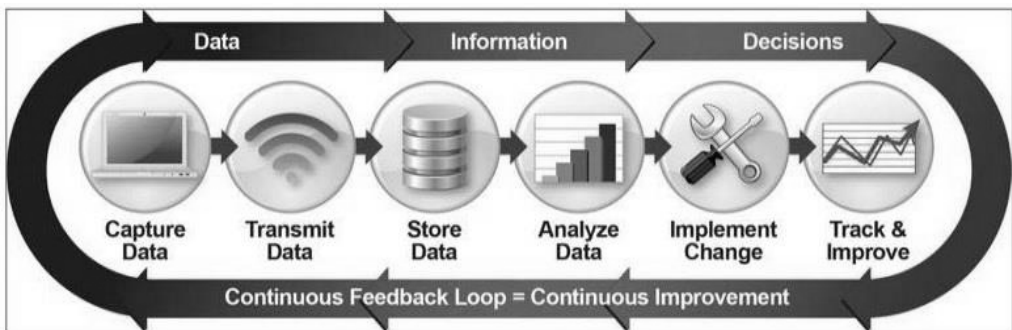 Data
Information
Decisions
Capture
Data
Transmit
Data
Store
Data
Analyze
Data
Implement
Change
Track &
Improve
Continuous Feedback Loop = Continuous Improvement